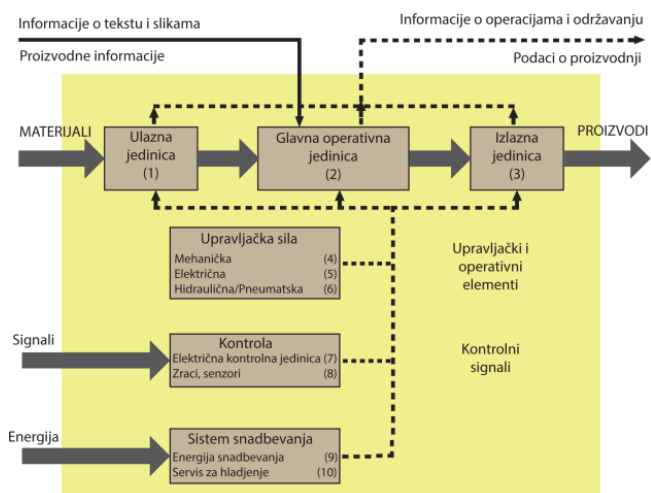 Informacije o tekstu i slikama
Proizvodne informacije
Informacije o operacijama i održavanju
Podaci o proizvodnji
MATERIJALI
Ulazna
jedinica
(1)
Glavna operativna
jedinica
(2)
Izlazna
jedinica
(3)
PROIZVODI
Upravljačka sila
Mehanička (4)
Električna (5)
Hidraulična/Pneumatska (6)
Upravljački i
operativni
elementi
Signali
Kontrola
Električna kontrolna jedinica (7)
Zraci, senzori (8)
Kontrolni
signali
Energija
Sistem snadbevanja
Energija snadbevanja (9)
Servis za hladjenje (10)